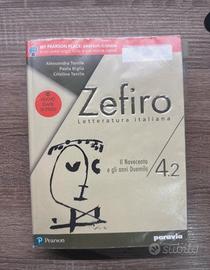 Alessandra Terrile
Paola Biglia
Cristina Terrile
Zefiro
Letteratura italiana
Il Novecento
e gli anni Duemila
4.2
Pearson
paravia
subito